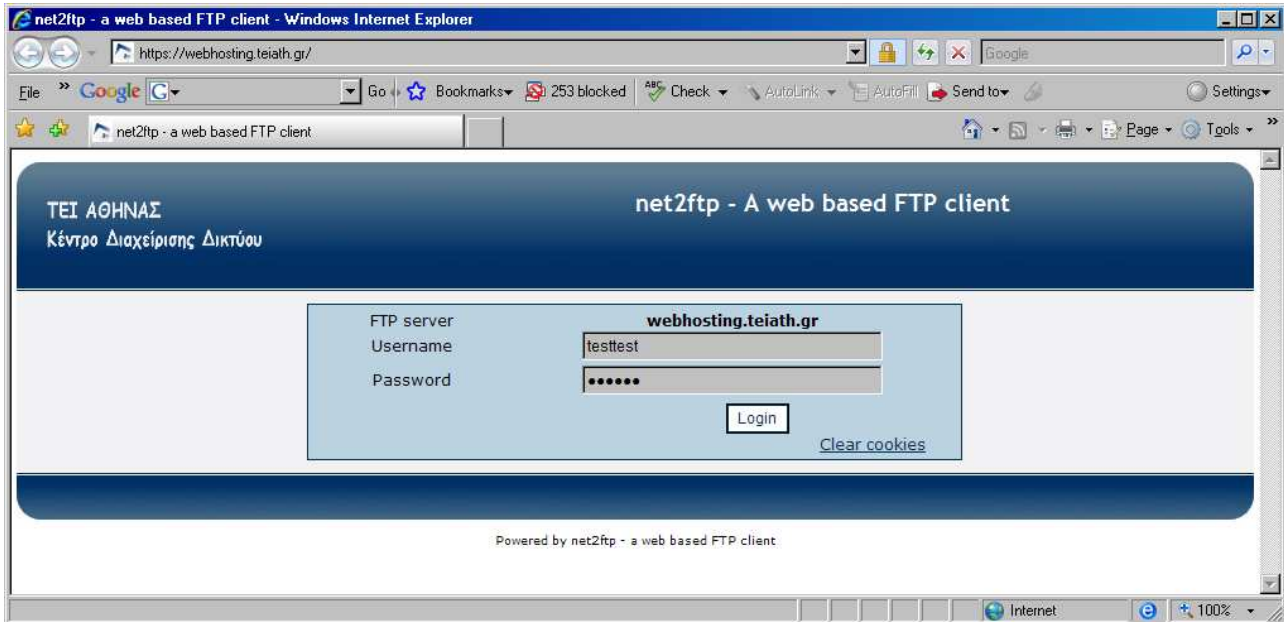 net2ftp - a web based FTP client - Windows Internet Explorer
https://webhosting.teiath.gr/
Google
File » Google G Go Bookmarks 253 blocked ABC Check AutoLink AutoFill Send to Settings
net2ftp - a web based FTP client Page Tools »
ΤΕΙ ΑΘΗΝΑΣ
Κέντρο Διαχείρισης Δικτύου
net2ftp - A web based FTP client
FTP server webhosting.teiath.gr
Username testtest
Password ••••••
Login
Clear cookies
Powered by net2ftp - a web based FTP client
Internet 100%